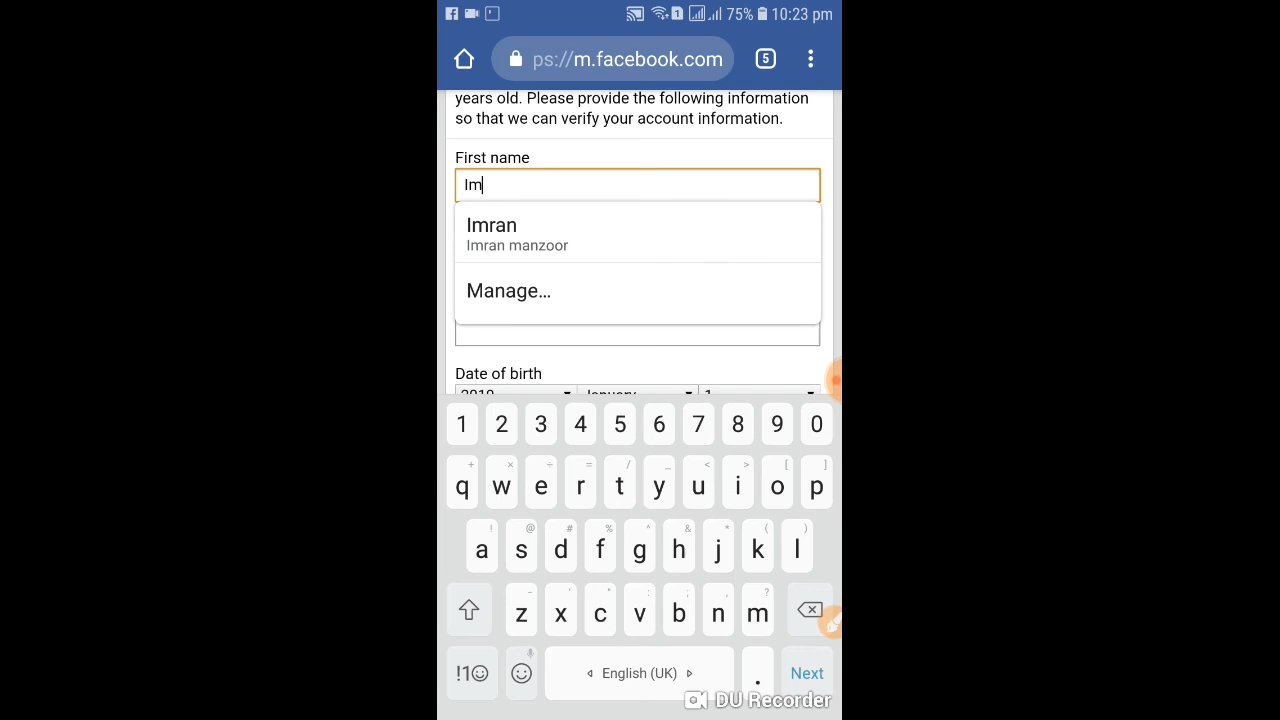 75% 10:23 pm
ps://m.facebook.com
5
years old. Please provide the following information
so that we can verify your account information.
First name
Im
Imran
Imran manzoor
Manage...
Date of birth
2019 January 1
1 2 3 4 5 6 7 8 9 0
+ × ÷ = / _ < > [ ]
q w e r t y u i o p
! @ # % ^ & * ( )
a s d f g h j k l
- ' " : ; , ?
z x c v b n m
!1☺ English (UK) . Next
DU Recorder